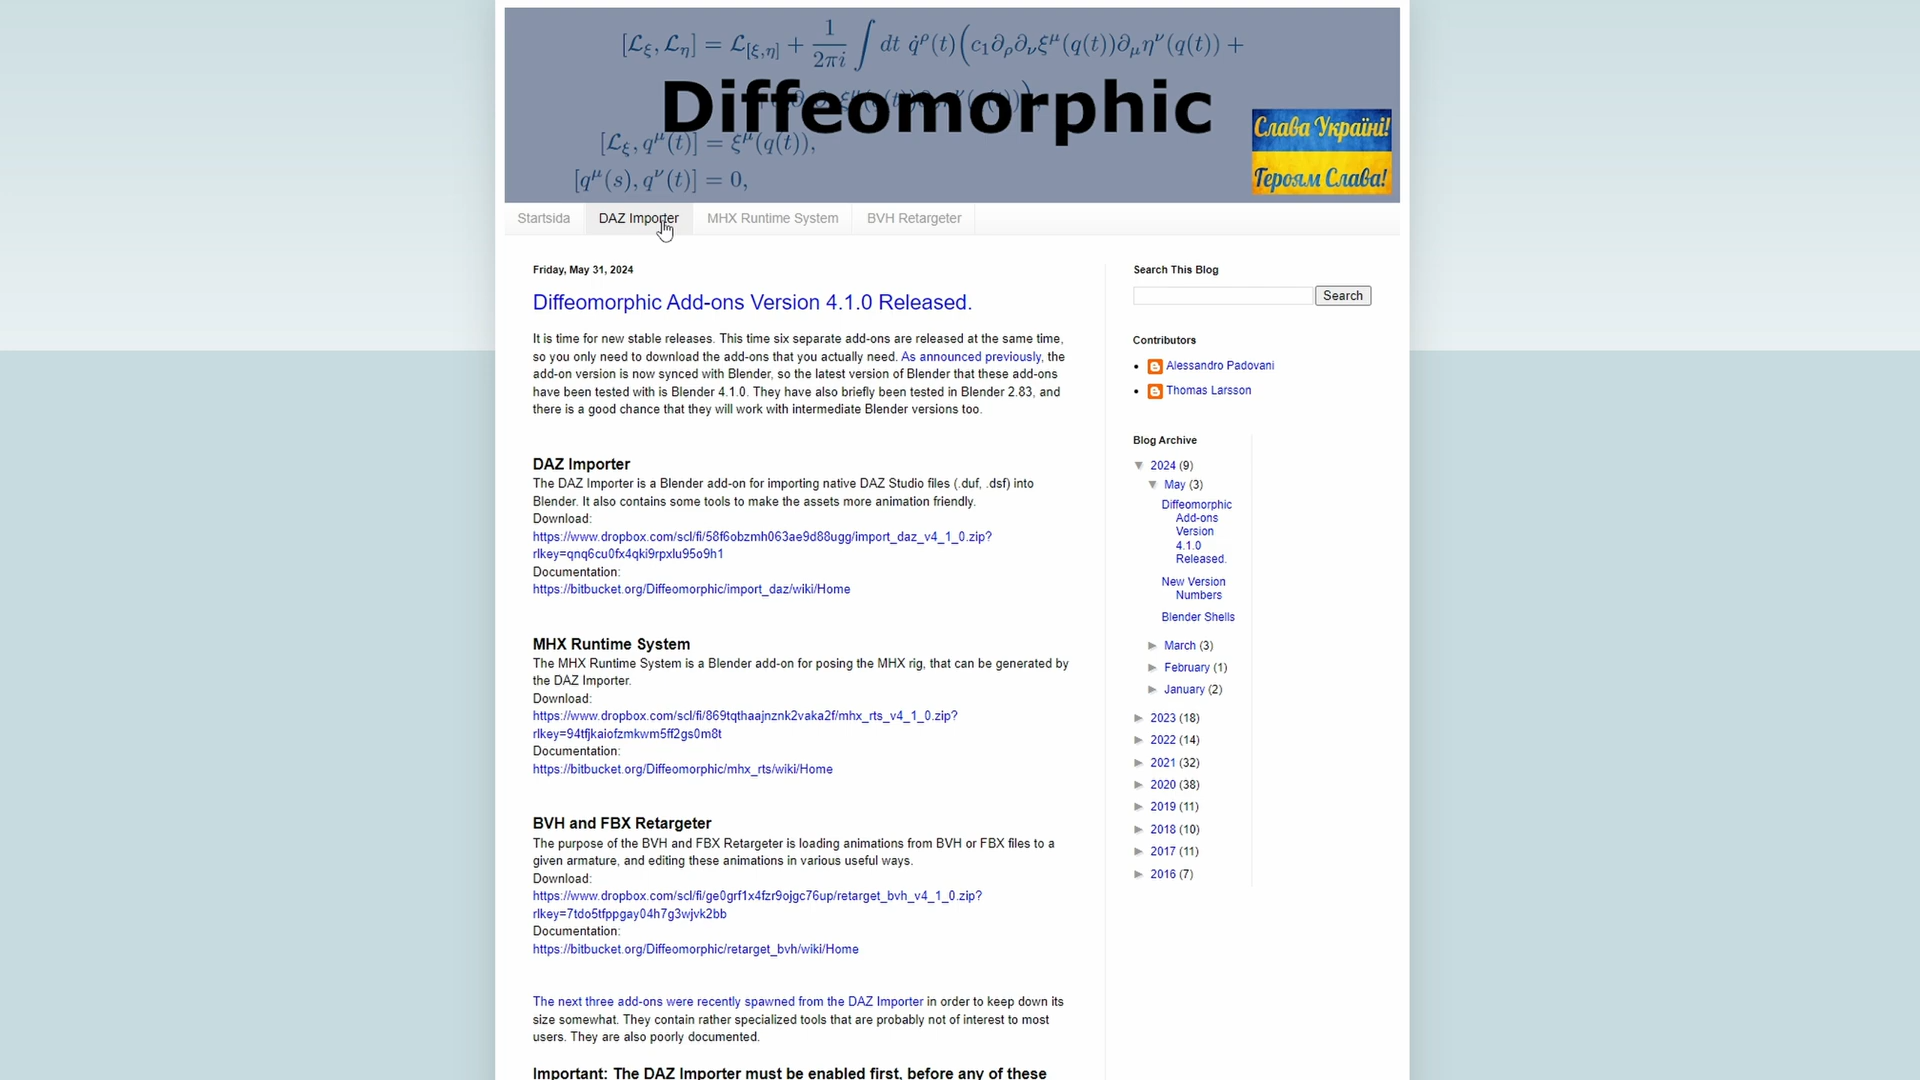 [ℒ_ξ, ℒ_η] = ℒ_[ξ,η] + 1/2πi ∫ dt q̇^ρ(t)(c₁∂_ρ∂_νξ^μ(q(t))∂_μη^ν(q(t)) +
Diffeomorphic
[ℒ_ξ, q^μ(t)] = ξ^μ(q(t)),
[q^μ(s), q^ν(t)] = 0,
Слава Україні!
Героям Слава!
Startsida
DAZ Importer
MHX Runtime System
BVH Retargeter
Friday, May 31, 2024
Diffeomorphic Add-ons Version 4.1.0 Released.
It is time for new stable releases. This time six separate add-ons are released at the same time,
so you only need to download the add-ons that you actually need. As announced previously, the
add-on version is now synced with Blender, so the latest version of Blender that these add-ons
have been tested with is Blender 4.1.0. They have also briefly been tested in Blender 2.83, and
there is a good chance that they will work with intermediate Blender versions too.
DAZ Importer
The DAZ Importer is a Blender add-on for importing native DAZ Studio files (.duf, .dsf) into
Blender. It also contains some tools to make the assets more animation friendly.
Download:
https://www.dropbox.com/scl/fi/58f6obzmh063ae9d88ugg/import_daz_v4_1_0.zip?
rlkey=qnq6cu0fx4qki9rpxlu95o9h1
Documentation:
https://bitbucket.org/Diffeomorphic/import_daz/wiki/Home
MHX Runtime System
The MHX Runtime System is a Blender add-on for posing the MHX rig, that can be generated by
the DAZ Importer.
Download:
https://www.dropbox.com/scl/fi/869tqthaajnznk2vaka2f/mhx_rts_v4_1_0.zip?
rlkey=94tfjkaiofzmkwm5ff2gs0m8t
Documentation:
https://bitbucket.org/Diffeomorphic/mhx_rts/wiki/Home
BVH and FBX Retargeter
The purpose of the BVH and FBX Retargeter is loading animations from BVH or FBX files to a
given armature, and editing these animations in various useful ways.
Download:
https://www.dropbox.com/scl/fi/ge0grf1x4fzr9ojgc76up/retarget_bvh_v4_1_0.zip?
rlkey=7tdo5tfppgay04h7g3wjvk2bb
Documentation:
https://bitbucket.org/Diffeomorphic/retarget_bvh/wiki/Home
The next three add-ons were recently spawned from the DAZ Importer in order to keep down its
size somewhat. They contain rather specialized tools that are probably not of interest to most
users. They are also poorly documented.
Important: The DAZ Importer must be enabled first, before any of these
Search This Blog
Search
Contributors
Alessandro Padovani
Thomas Larsson
Blog Archive
▼ 2024 (9)
▼ May (3)
Diffeomorphic
Add-ons
Version
4.1.0
Released.
New Version
Numbers
Blender Shells
► March (3)
► February (1)
► January (2)
► 2023 (18)
► 2022 (14)
► 2021 (32)
► 2020 (38)
► 2019 (11)
► 2018 (10)
► 2017 (11)
► 2016 (7)